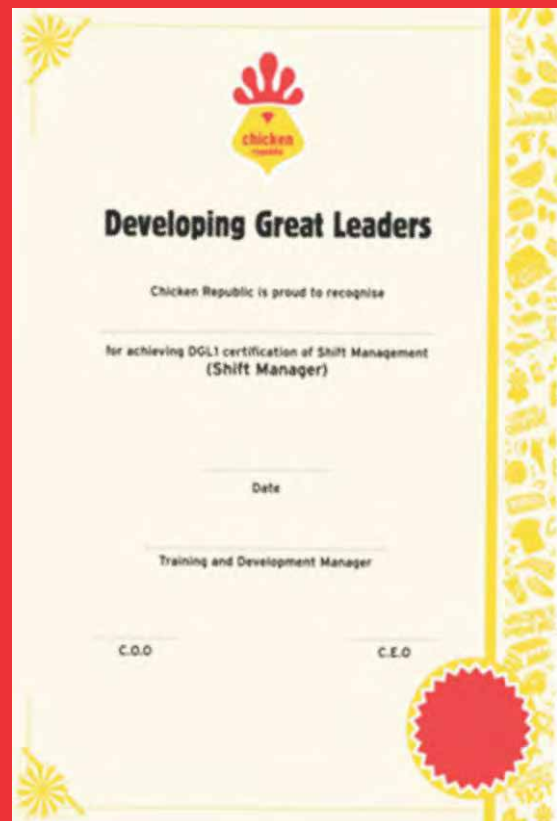 chicken
republic
Developing Great Leaders
Chicken Republic is proud to recognise
for achieving DGL1 certification of Shift Management
(Shift Manager)
Date
Training and Development Manager
C.O.O
C.E.O